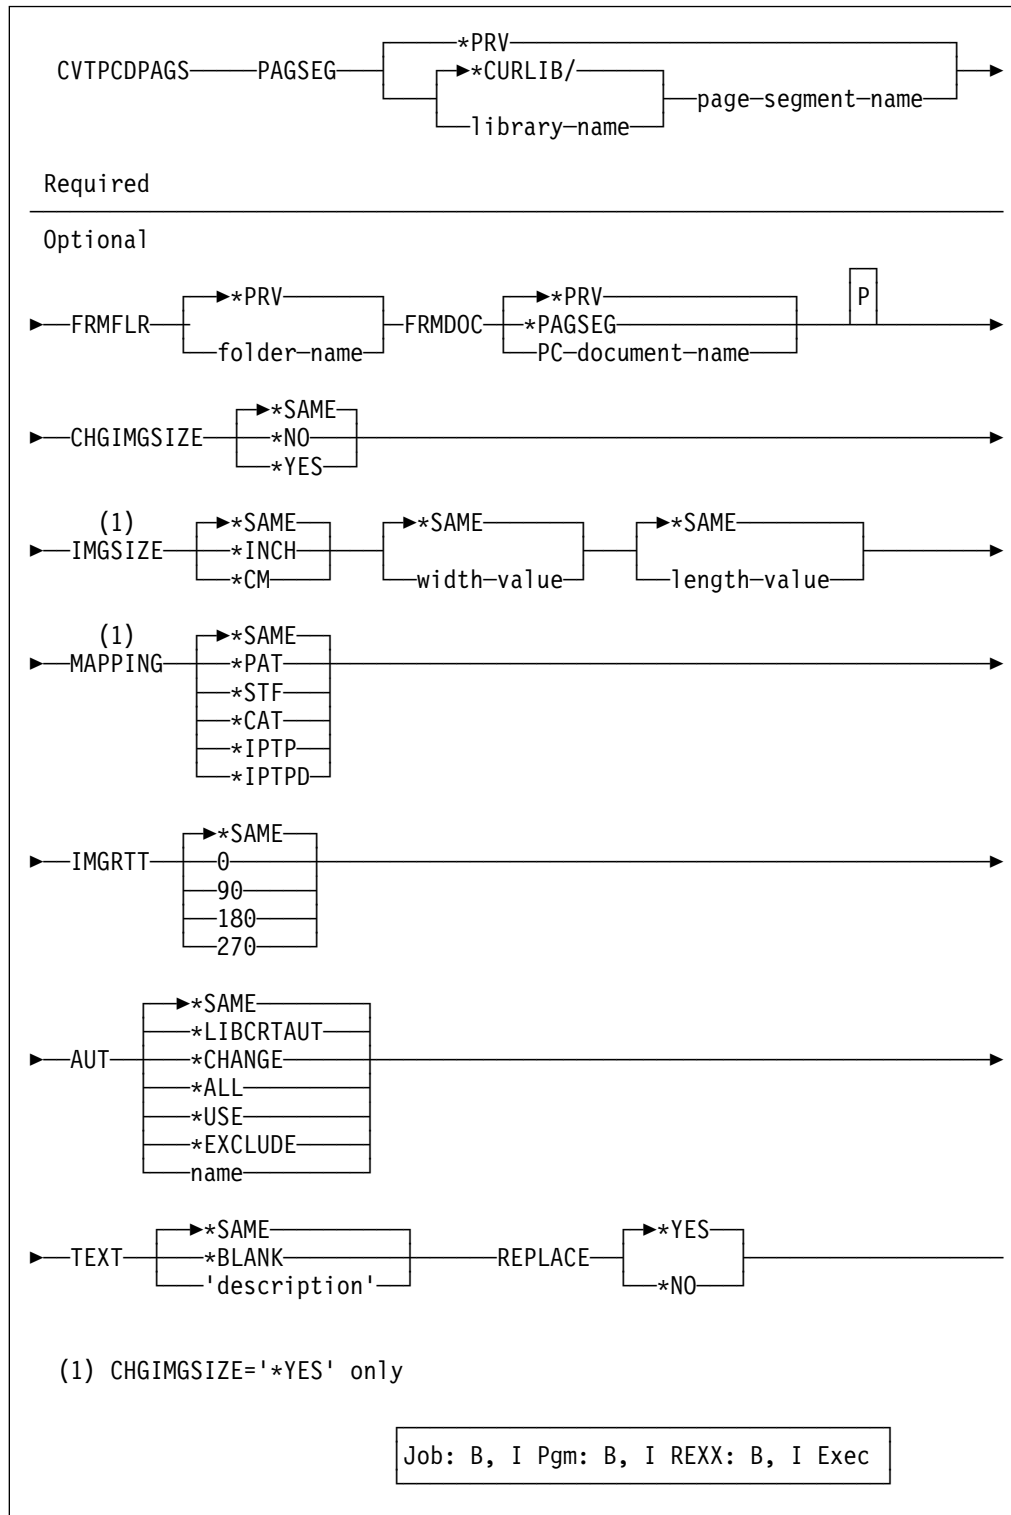 *PRV
CVTPCDPAGS PAGSEG *CURLIB/ page-segment-name
library-name
Required
Optional
*PRV *PRV P
FRMFLR FRMDOC *PAGSEG
folder-name PC-document-name
*SAME
CHGIMGSIZE *NO
*YES
(1) *SAME *SAME *SAME
IMGSIZE *INCH
*CM width-value length-value
(1) *SAME
MAPPING *PAT
*STF
*CAT
*IPTP
*IPTPD
*SAME
IMGRTT 0
90
180
270
*SAME
*LIBCRTAUT
AUT *CHANGE
*ALL
*USE
*EXCLUDE
name
*SAME *YES
TEXT *BLANK REPLACE
'description' *NO
(1) CHGIMGSIZE='*YES' only
Job: B, I Pgm: B, I REXX: B, I Exec